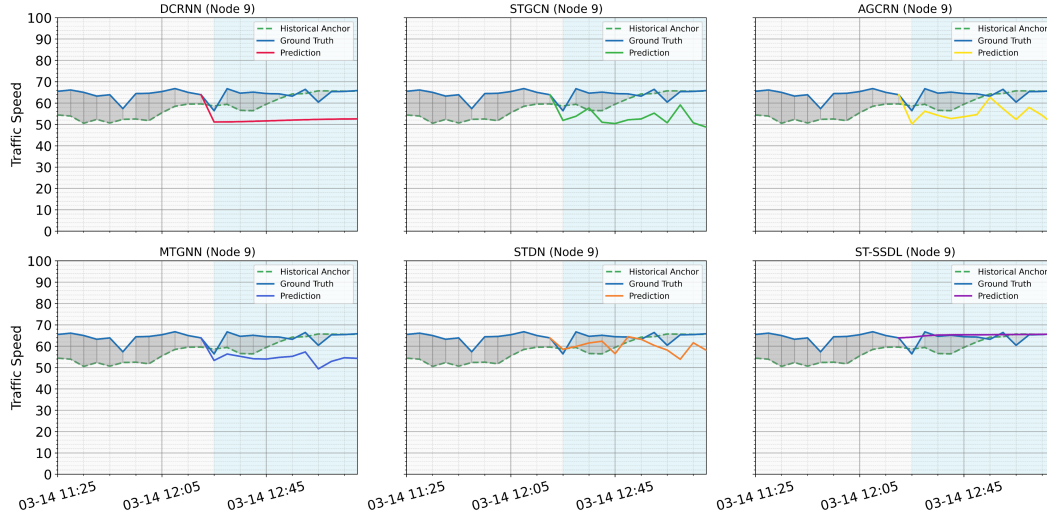 DCRNN (Node 9)
Traffic Speed
100
90
80
70
60
50
40
30
20
10
0
Historical Anchor
Ground Truth
Prediction
STGCN (Node 9)
Historical Anchor
Ground Truth
Prediction
AGCRN (Node 9)
Historical Anchor
Ground Truth
Prediction
MTGNN (Node 9)
Traffic Speed
100
90
80
70
60
50
40
30
20
10
0
Historical Anchor
Ground Truth
Prediction
03-14 11:25
03-14 12:05
03-14 12:45
STDN (Node 9)
Historical Anchor
Ground Truth
Prediction
03-14 11:25
03-14 12:05
03-14 12:45
ST-SSDL (Node 9)
Historical Anchor
Ground Truth
Prediction
03-14 11:25
03-14 12:05
03-14 12:45